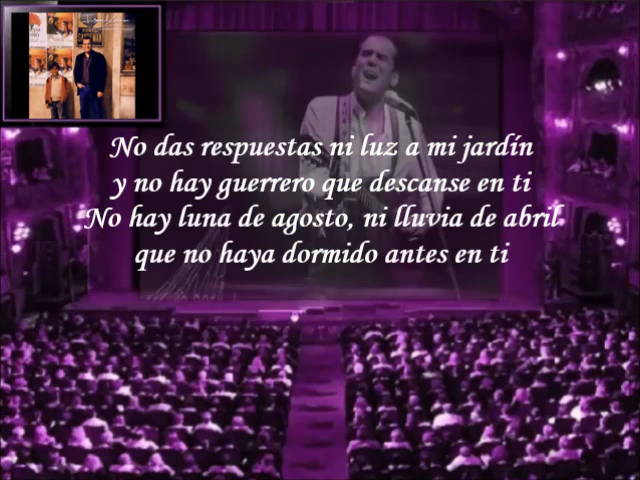 No das respuestas ni luz a mi jardín
y no hay guerrero que descanse en ti
No hay luna de agosto, ni lluvia de abril
que no haya dormido antes en ti